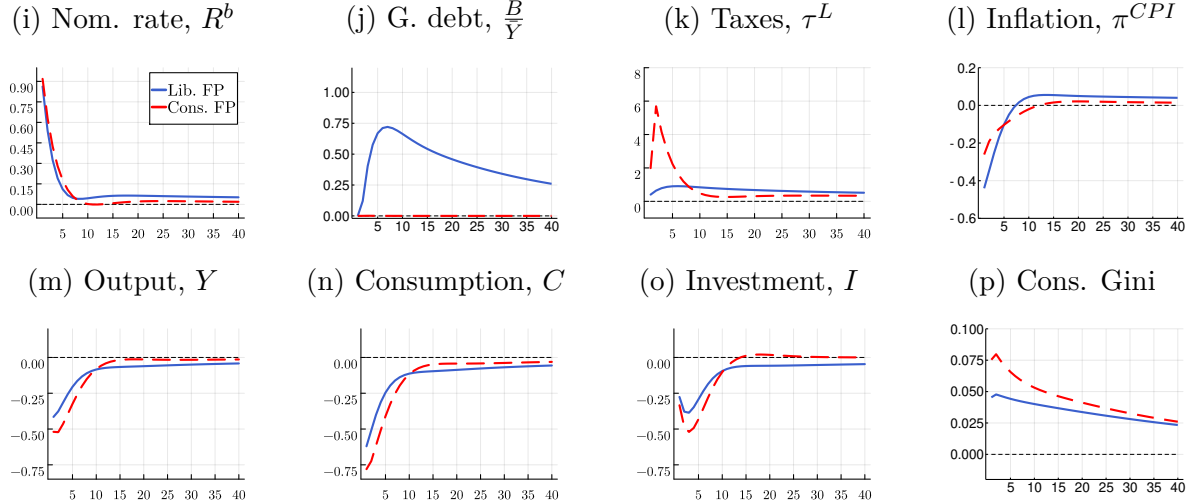 (i) Nom. rate, R^b
(j) G. debt, B/Ȳ
(k) Taxes, τ^L
(l) Inflation, π^CPI
0.90
0.75
0.60
0.45
0.30
0.15
0.00
Lib. FP
Cons. FP
5 10 15 20 25 30 35 40
1.00
0.75
0.50
0.25
0.00
5 10 15 20 25 30 35 40
8
6
4
2
0
5 10 15 20 25 30 35 40
0.2
0.0
- 0.2
- 0.4
- 0.6
5 10 15 20 25 30 35 40
(m) Output, Y
(n) Consumption, C
(o) Investment, I
(p) Cons. Gini
0.00
−0.25
−0.50
−0.75
5 10 15 20 25 30 35 40
0.00
−0.25
−0.50
−0.75
5 10 15 20 25 30 35 40
0.00
−0.25
−0.50
−0.75
5 10 15 20 25 30 35 40
0.100
0.075
0.050
0.025
0.000
5 10 15 20 25 30 35 40